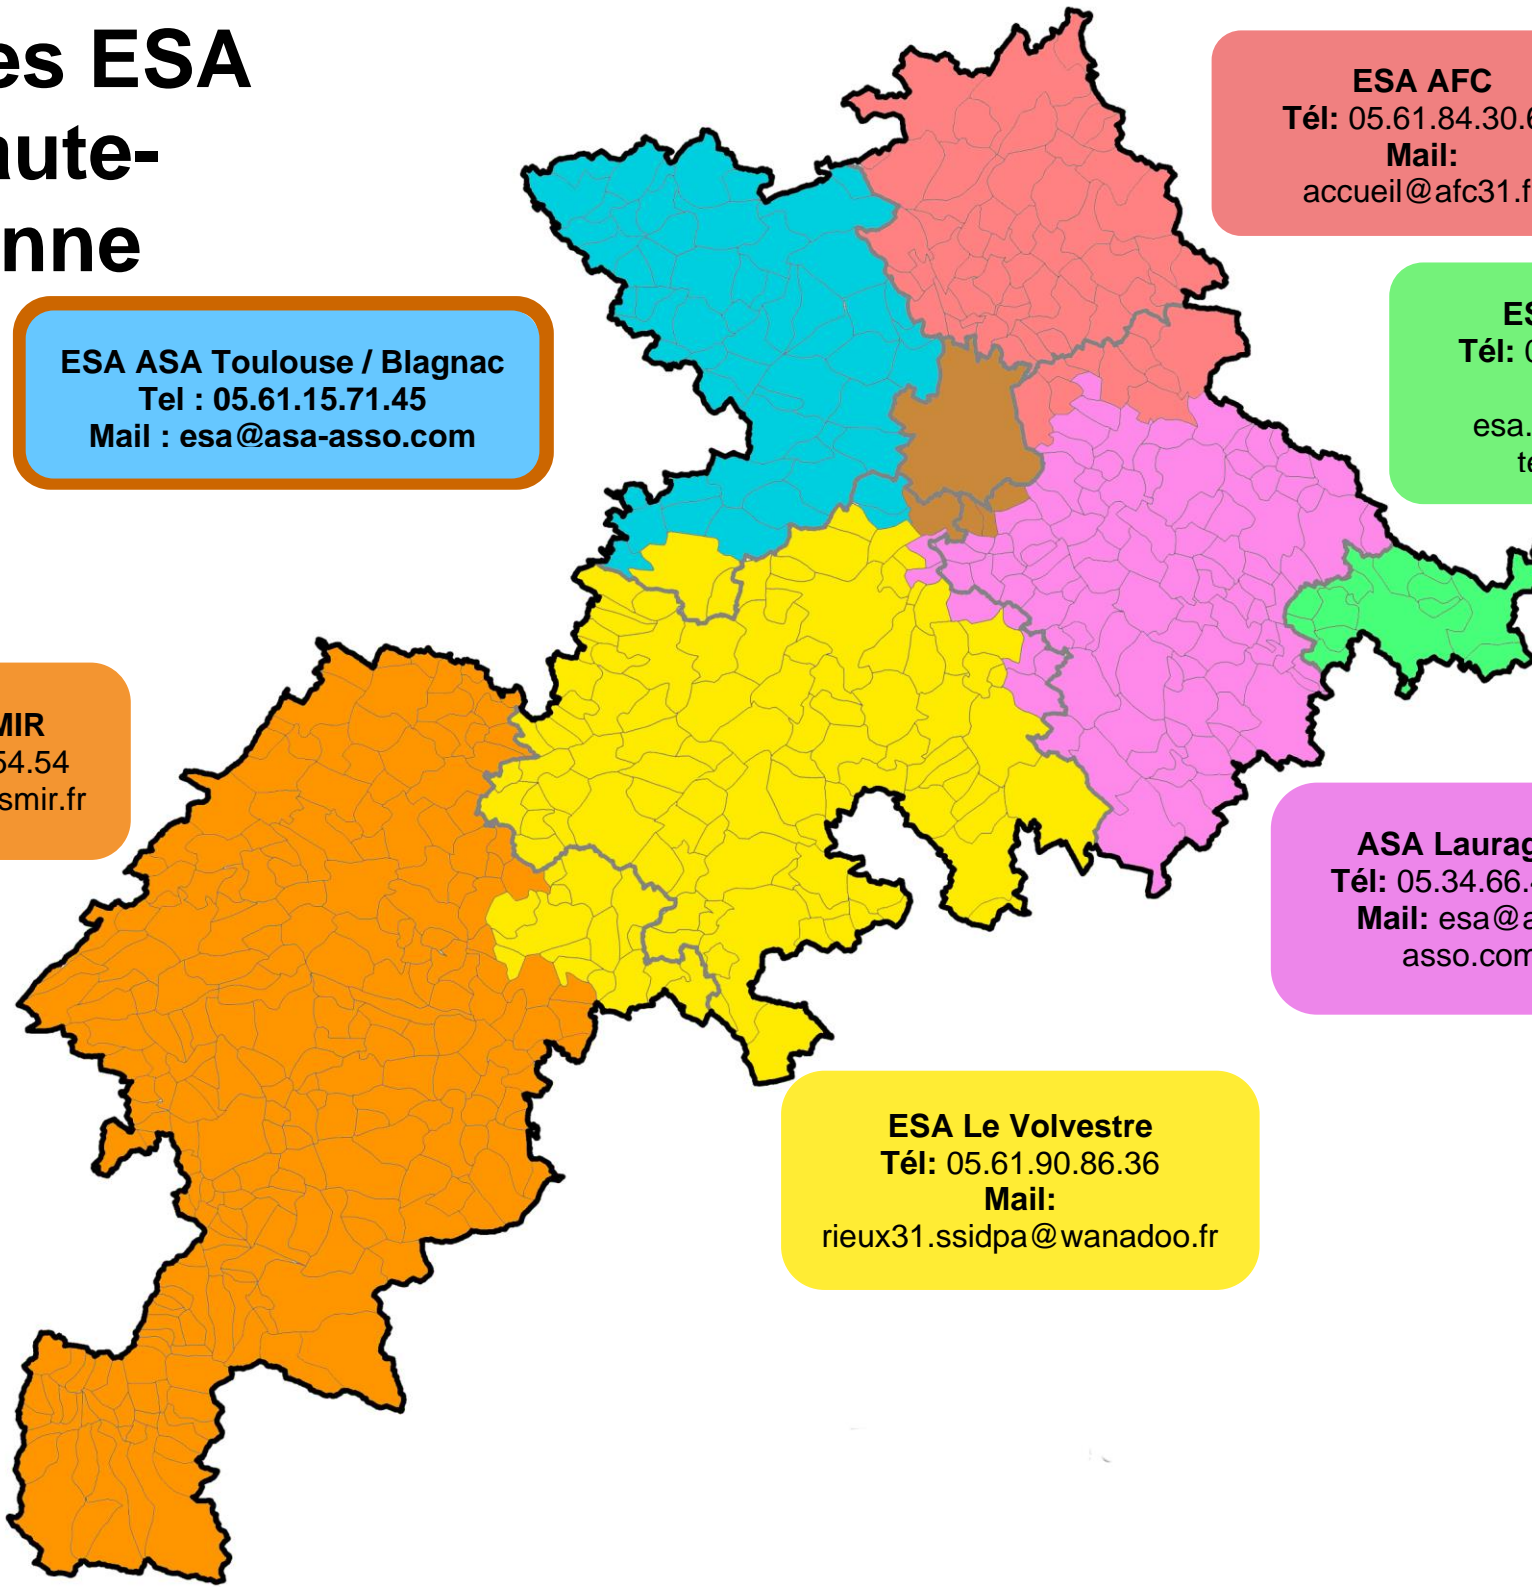 es ESA
aute-
nne
ESA AFC
Tél: 05.61.84.30.6
Mail:
accueil@afc31.f
ES
Tél: 0
esa.
te
ESA ASA Toulouse / Blagnac
Tel : 05.61.15.71.45
Mail : esa@asa-asso.com
MIR
54.54
smir.fr
ASA Laurag
Tél: 05.34.66.
Mail: esa@a
asso.com
ESA Le Volvestre
Tél: 05.61.90.86.36
Mail:
rieux31.ssidpa@wanadoo.fr